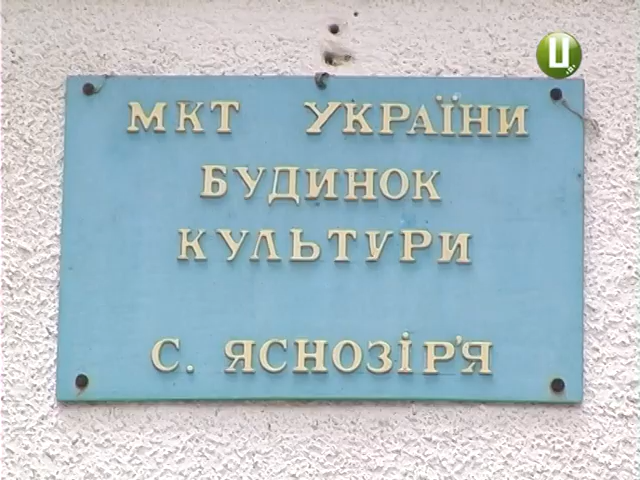 Ц
МКТ УКРАЇНИ
БУДИНОК
КУЛЬТУРИ
С. ЯСНОЗІР'Я